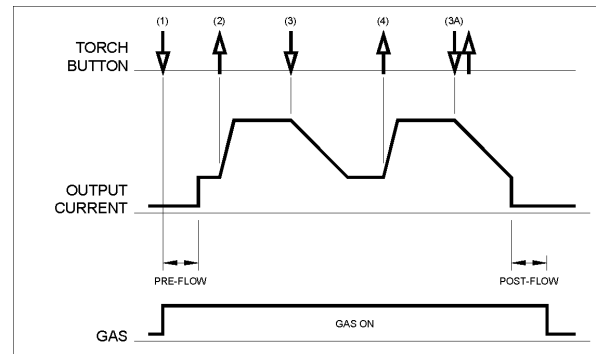 (1) (2) (3) (4) (3A)
TORCH
BUTTON
OUTPUT
CURRENT
PRE-FLOW POST-FLOW
GAS ON
GAS